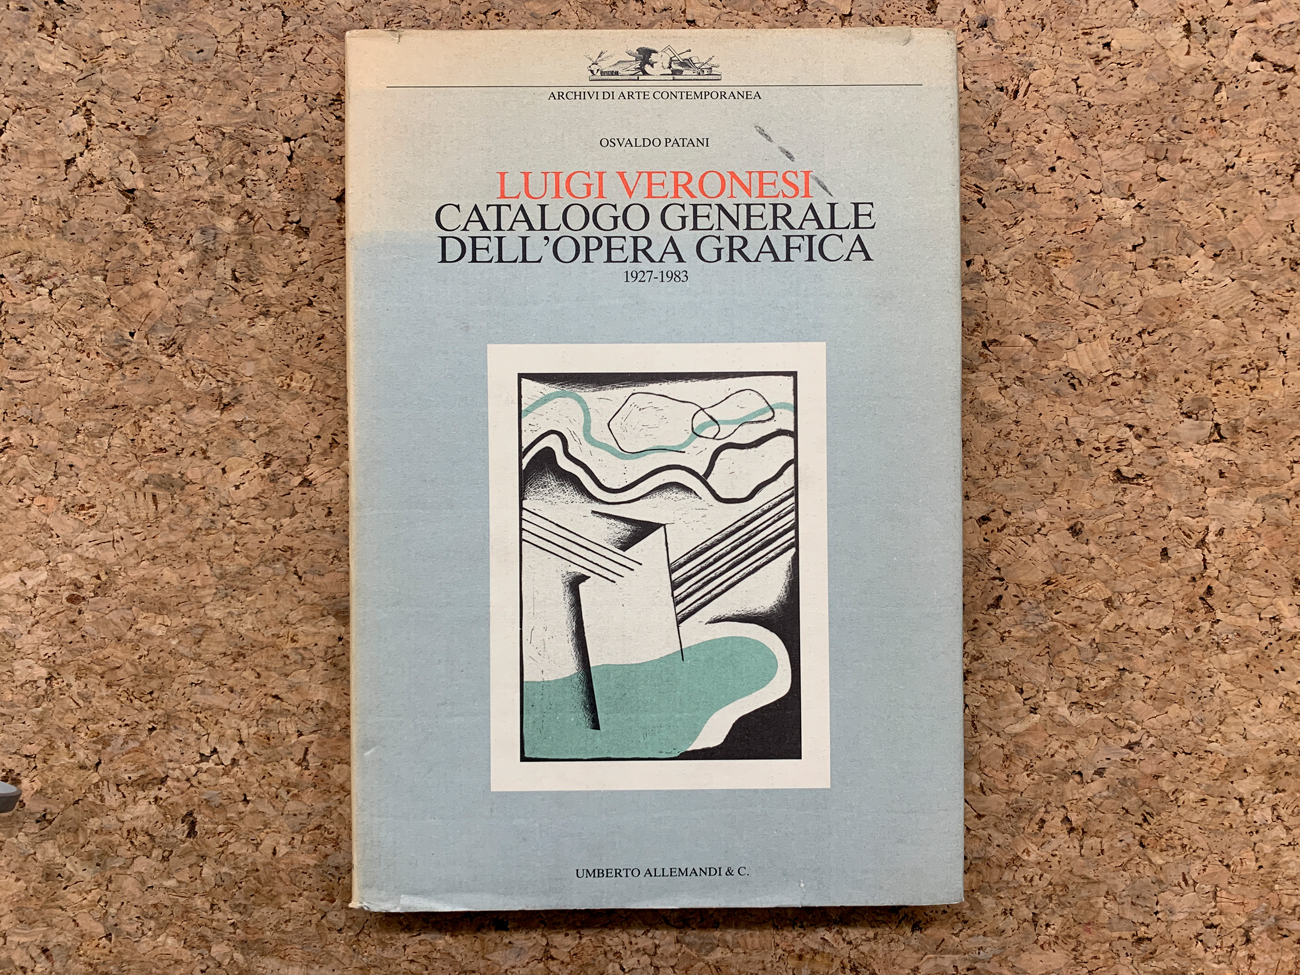 ARCHIVI DI ARTE CONTEMPORANEA
OSVALDO PATANI
LUIGI VERONESI
CATALOGO GENERALE
DELL'OPERA GRAFICA
1927-1983
UMBERTO ALLEMANDI & C.